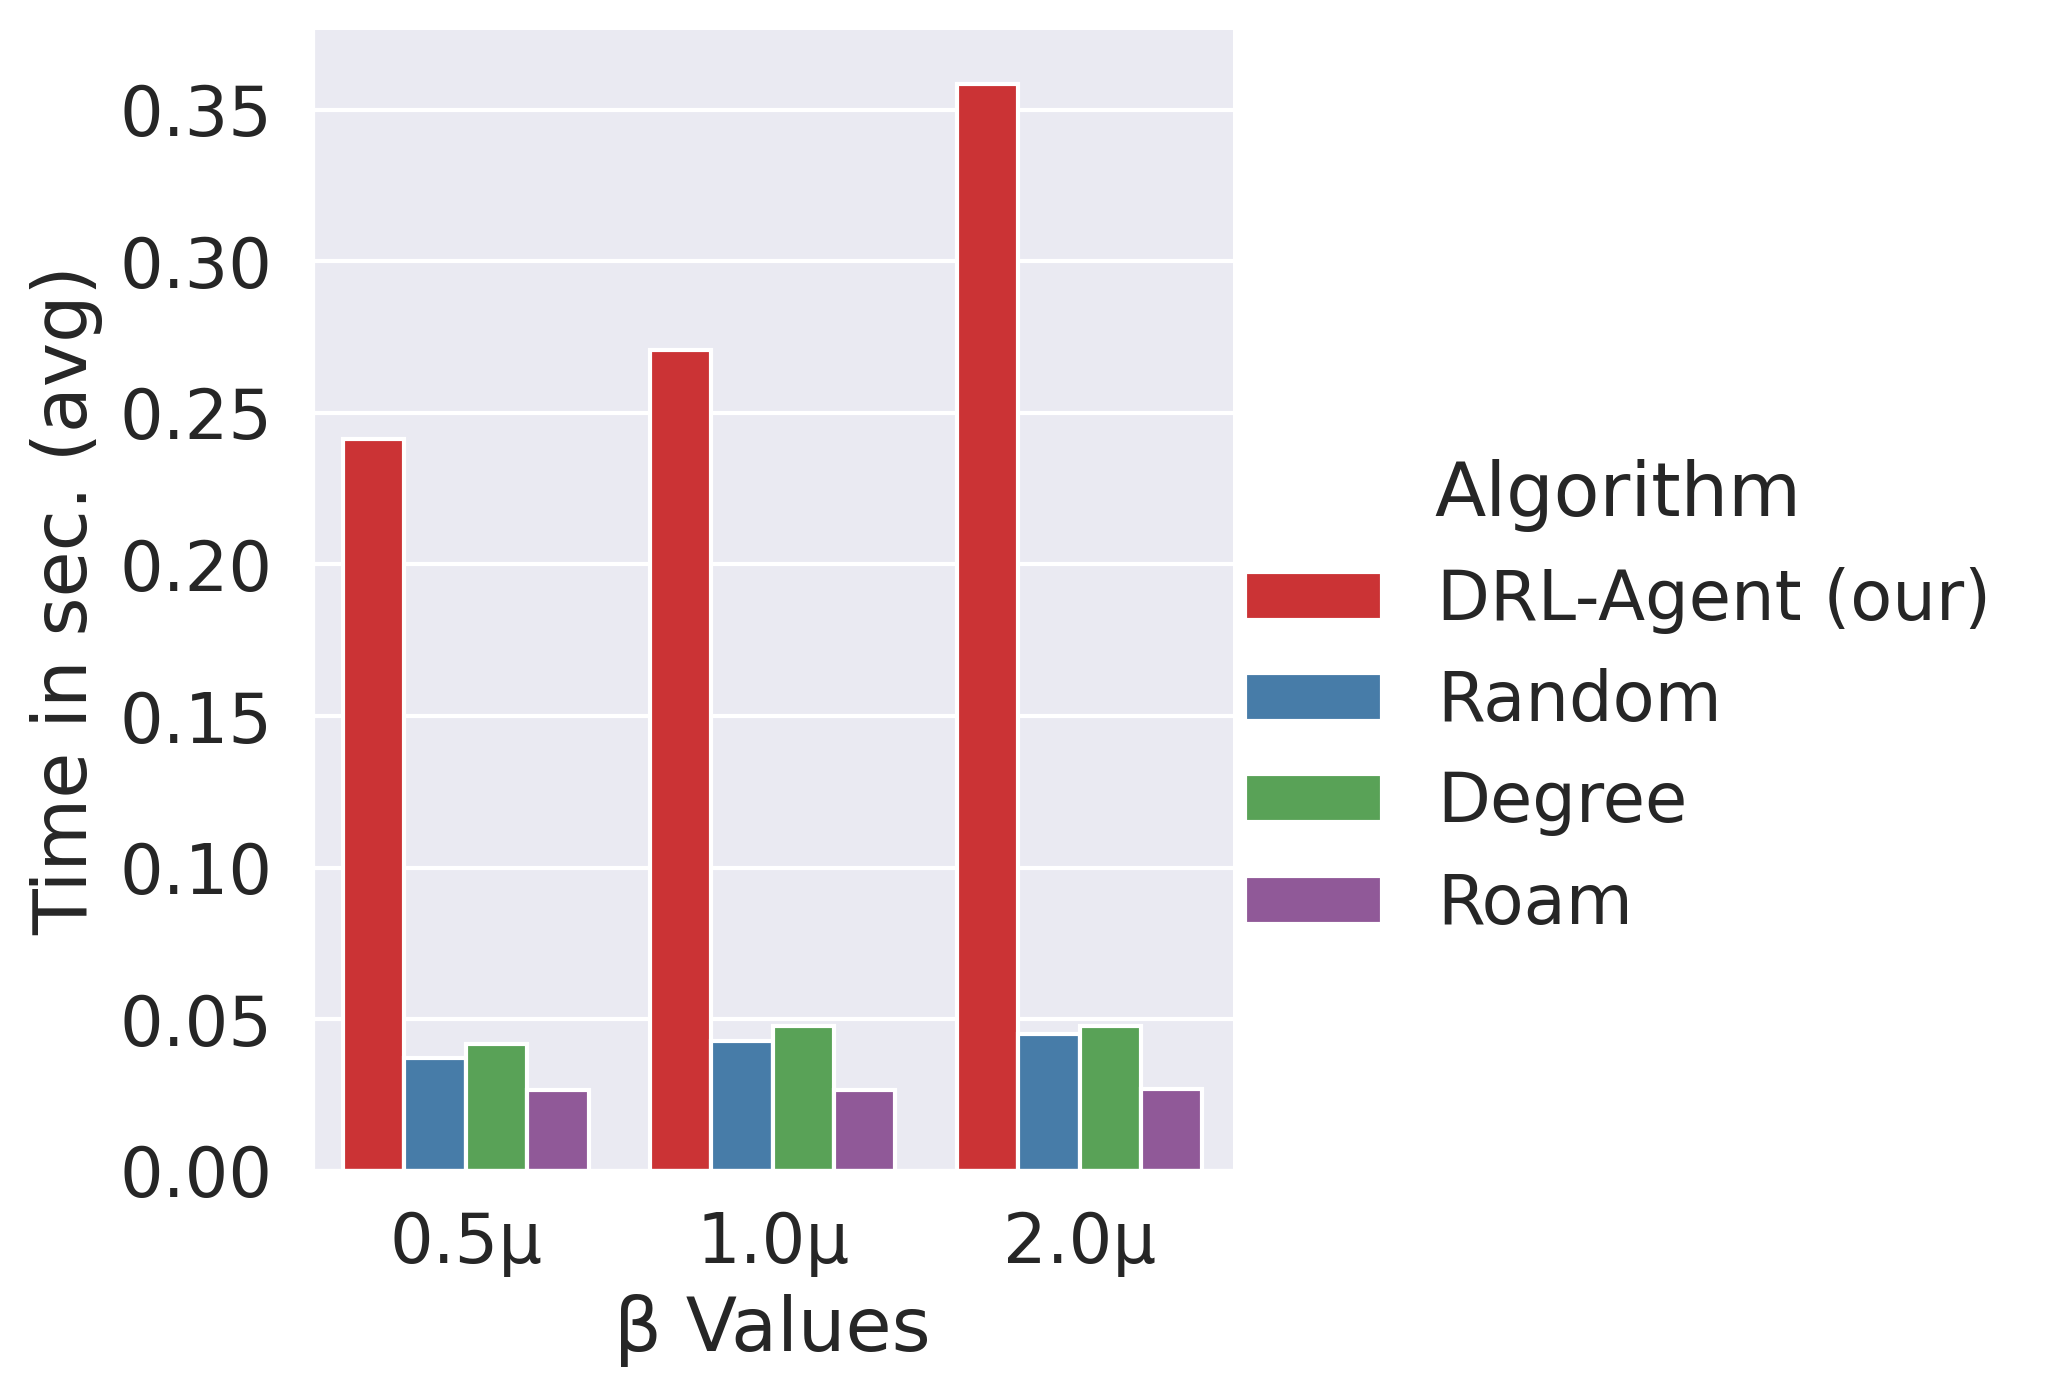 Time in sec. (avg)
0.35
0.30
0.25
0.20
0.15
0.10
0.05
0.00
0.5μ 1.0μ 2.0μ
β Values
Algorithm
DRL-Agent (our)
Random
Degree
Roam